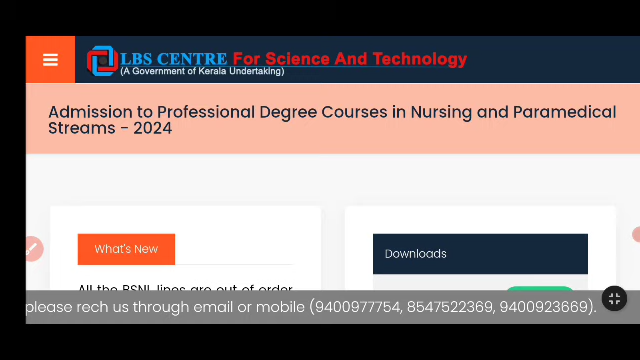 LBS CENTRE For Science And Technology
(A Government of Kerala Undertaking)
Admission to Professional Degree Courses in Nursing and Paramedical
Streams - 2024
What's New
Downloads
All the BSNL lines are out of order
please rech us through email or mobile (9400977754, 8547522369, 9400923669).